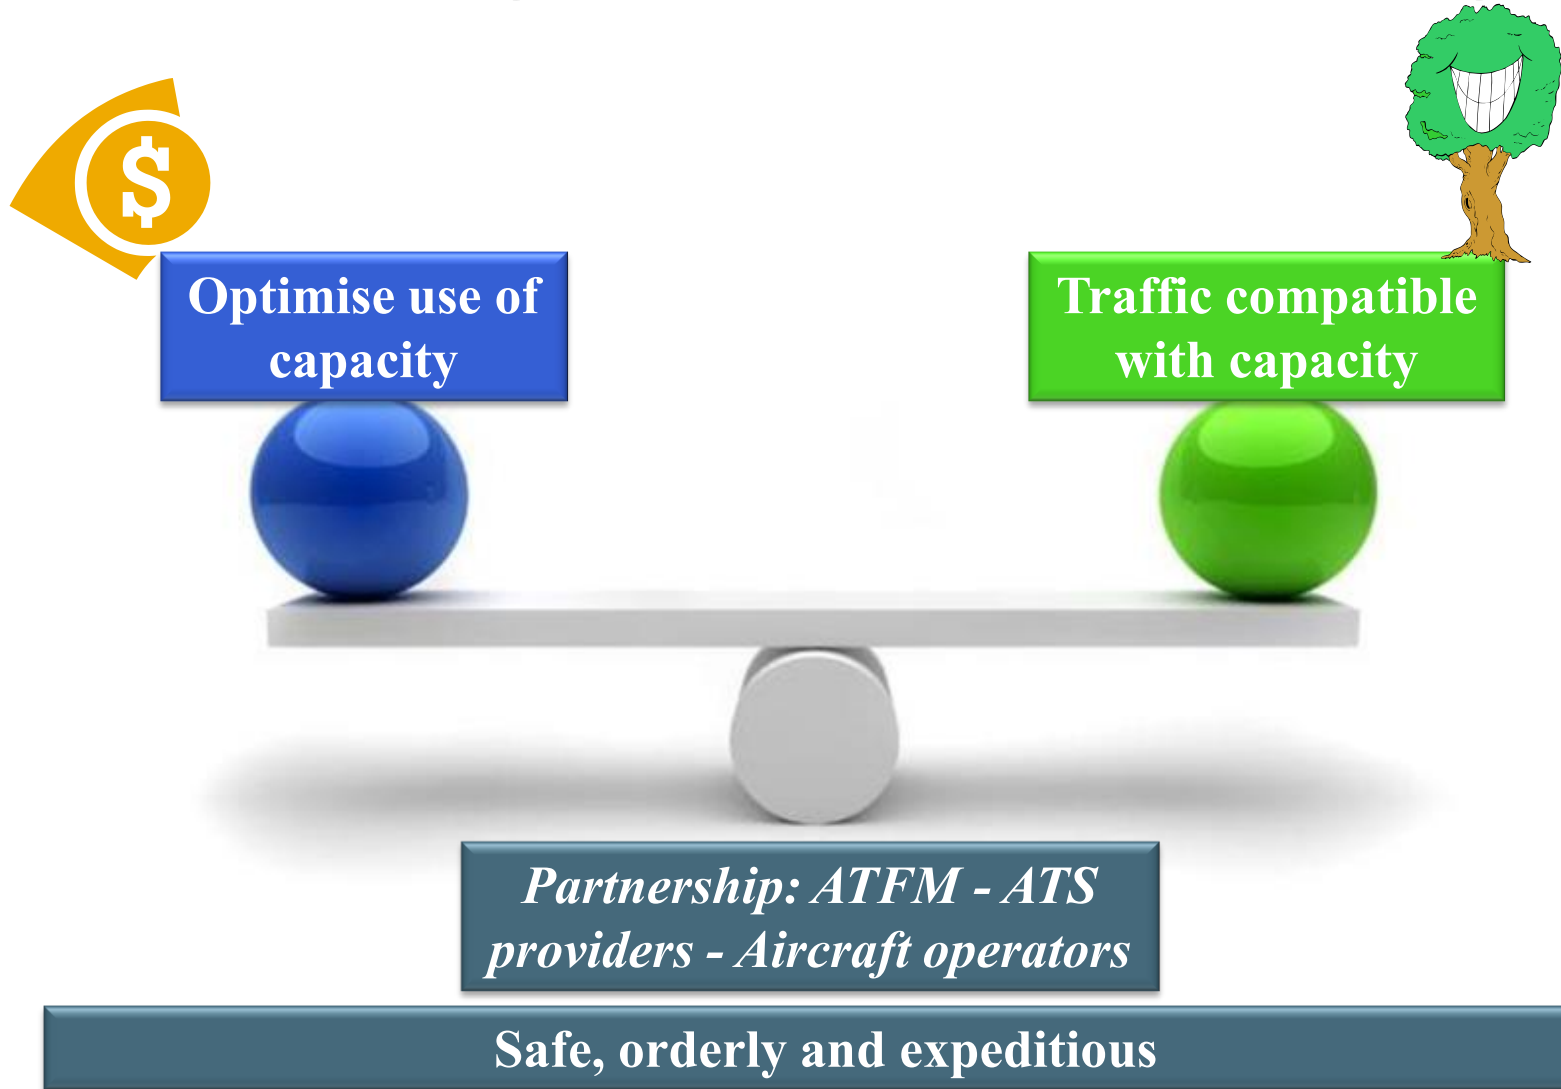 $
Optimise use of
capacity
Traffic compatible
with capacity
Partnership: ATFM - ATS
providers - Aircraft operators
Safe, orderly and expeditious